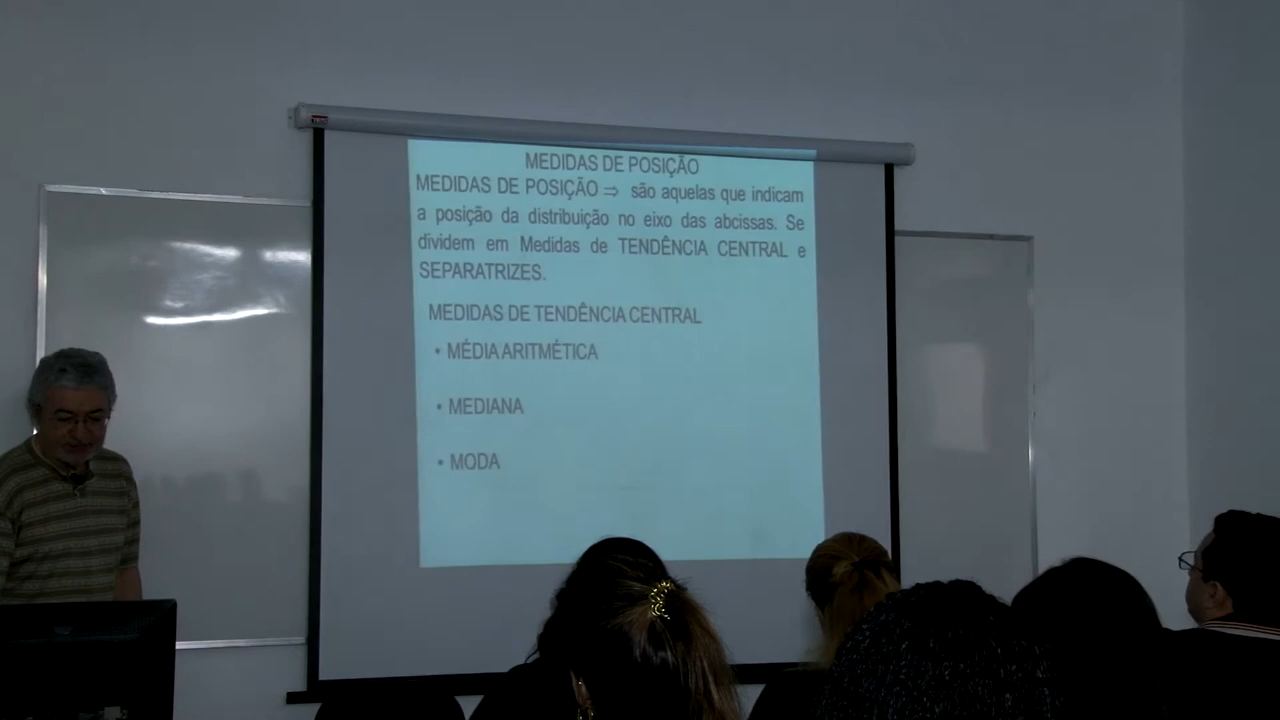 MEDIDAS DE POSIÇÃO
MEDIDAS DE POSIÇÃO ⇒ são aquelas que indicam
a posição da distribuição no eixo das abcissas. Se
dividem em Medidas de TENDÊNCIA CENTRAL e
SEPARATRIZES.
MEDIDAS DE TENDÊNCIA CENTRAL
• MÉDIA ARITMÉTICA
• MEDIANA
• MODA